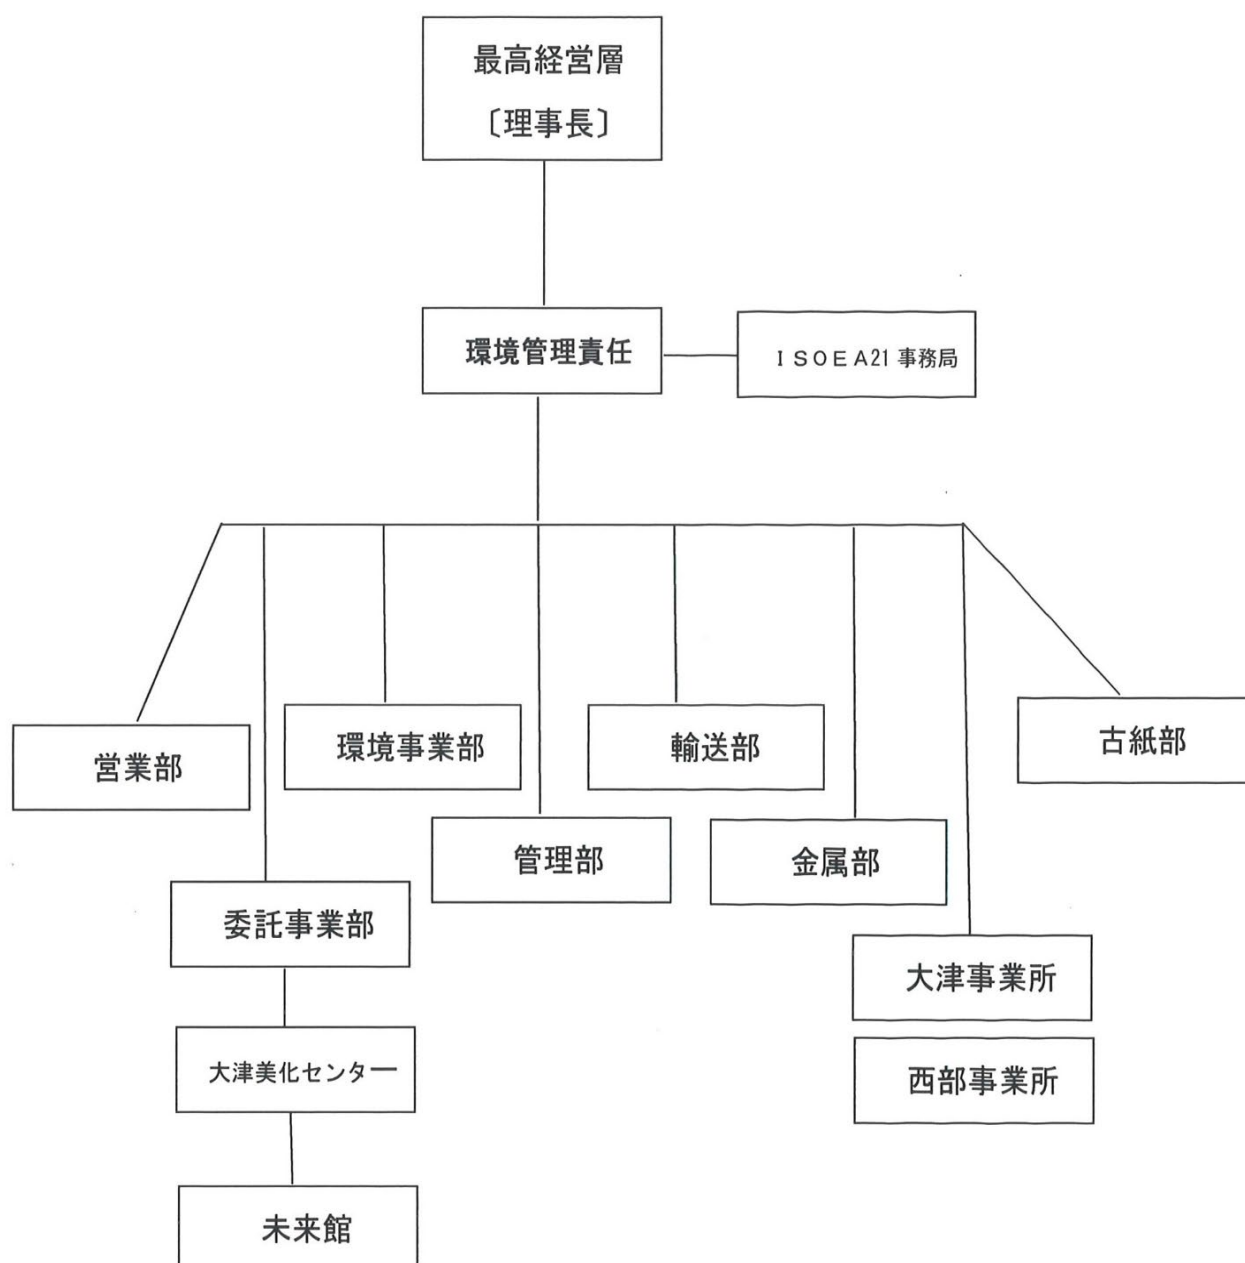 最高経営層
〔理事長〕
環境管理責任
ＩＳＯＥＡ21 事務局
営業部
環境事業部
輸送部
古紙部
管理部
金属部
委託事業部
大津事業所
大津美化センター
西部事業所
未来館